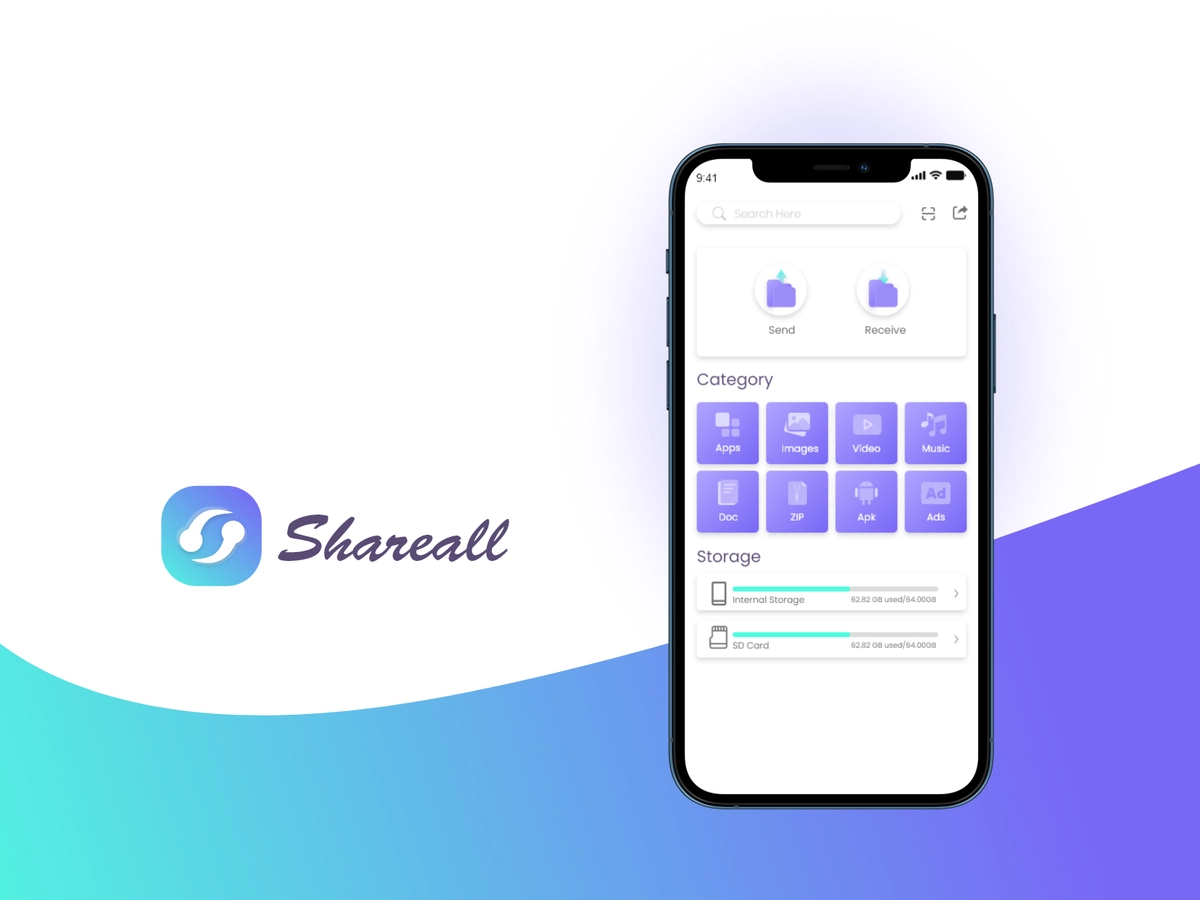 9:41
Search Here
Send Receive
Category
Apps Images Video Music
Doc ZIP Apk Ads
Ad
Storage
Internal Storage 62.82 GB used/64.00GB
SD Card 62.82 GB used/64.00GB
Shareall